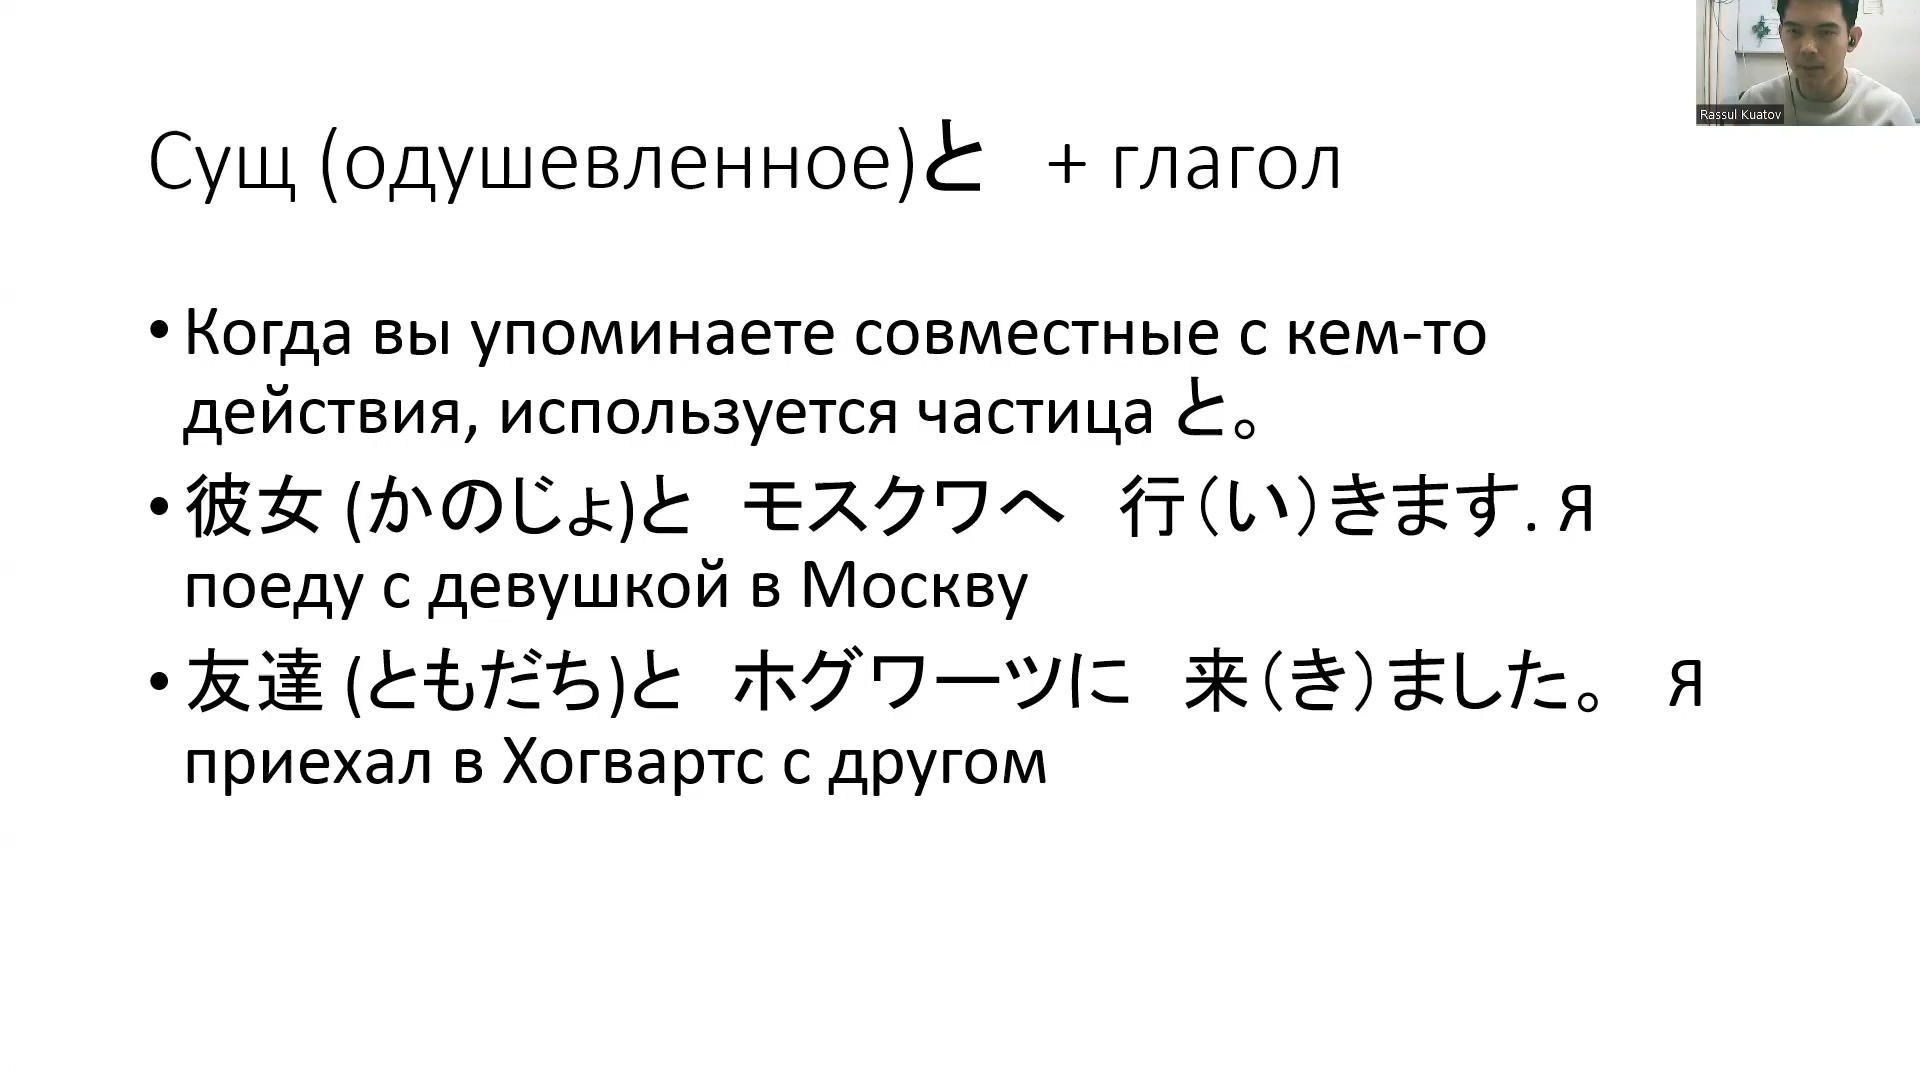 Rassul Kuatov
Сущ (одушевленное)と　+ глагол
• Когда вы упоминаете совместные с кем-то
действия, используется частица と。
• 彼女 (かのじょ)と　モスクワへ　行（い）きます. Я
поеду с девушкой в Москву
• 友達 (ともだち)と　ホグワーツに　来（き）ました。　Я
приехал в Хогвартс с другом